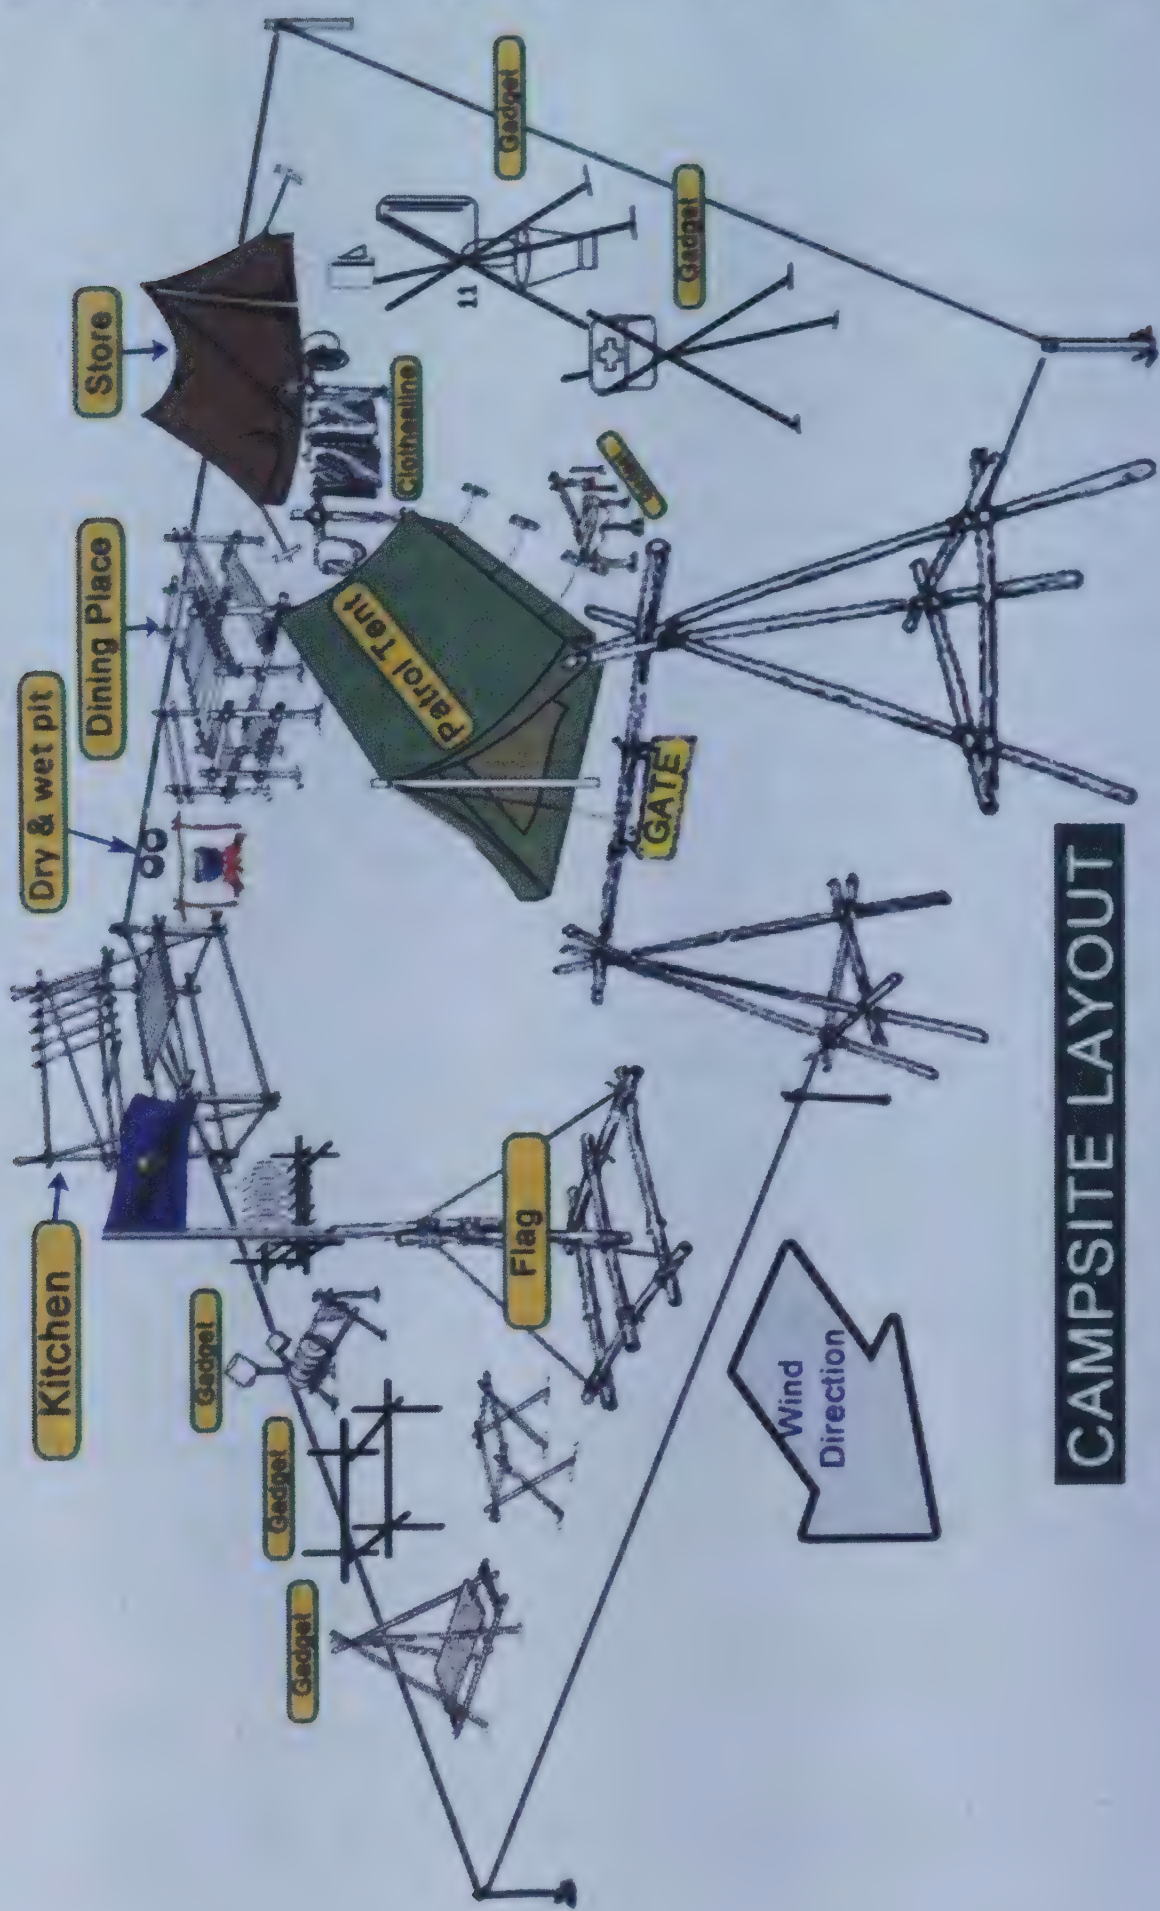 Kitchen
Dry & wet pit
Dining Place
Store
Gadget
Gadget
Gadget
Patrol Tent
Clothesline
11
Flag
Gadget
Gadget
GATE
Wind
Direction
CAMPSITE LAYOUT